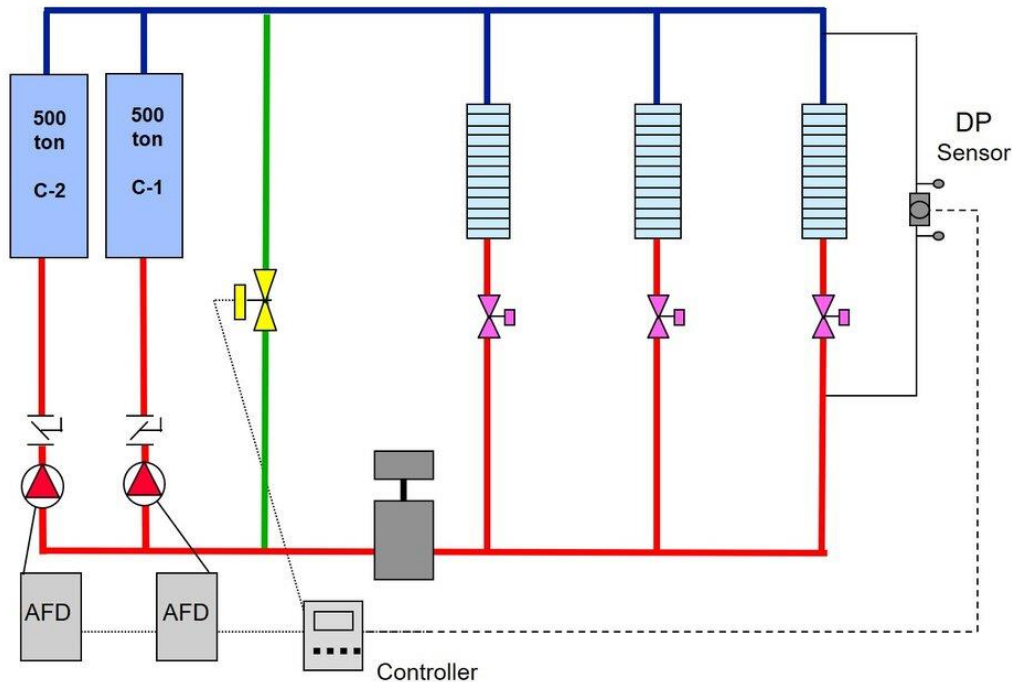 500
ton
C-2
500
ton
C-1
DP
Sensor
AFD
AFD
Controller